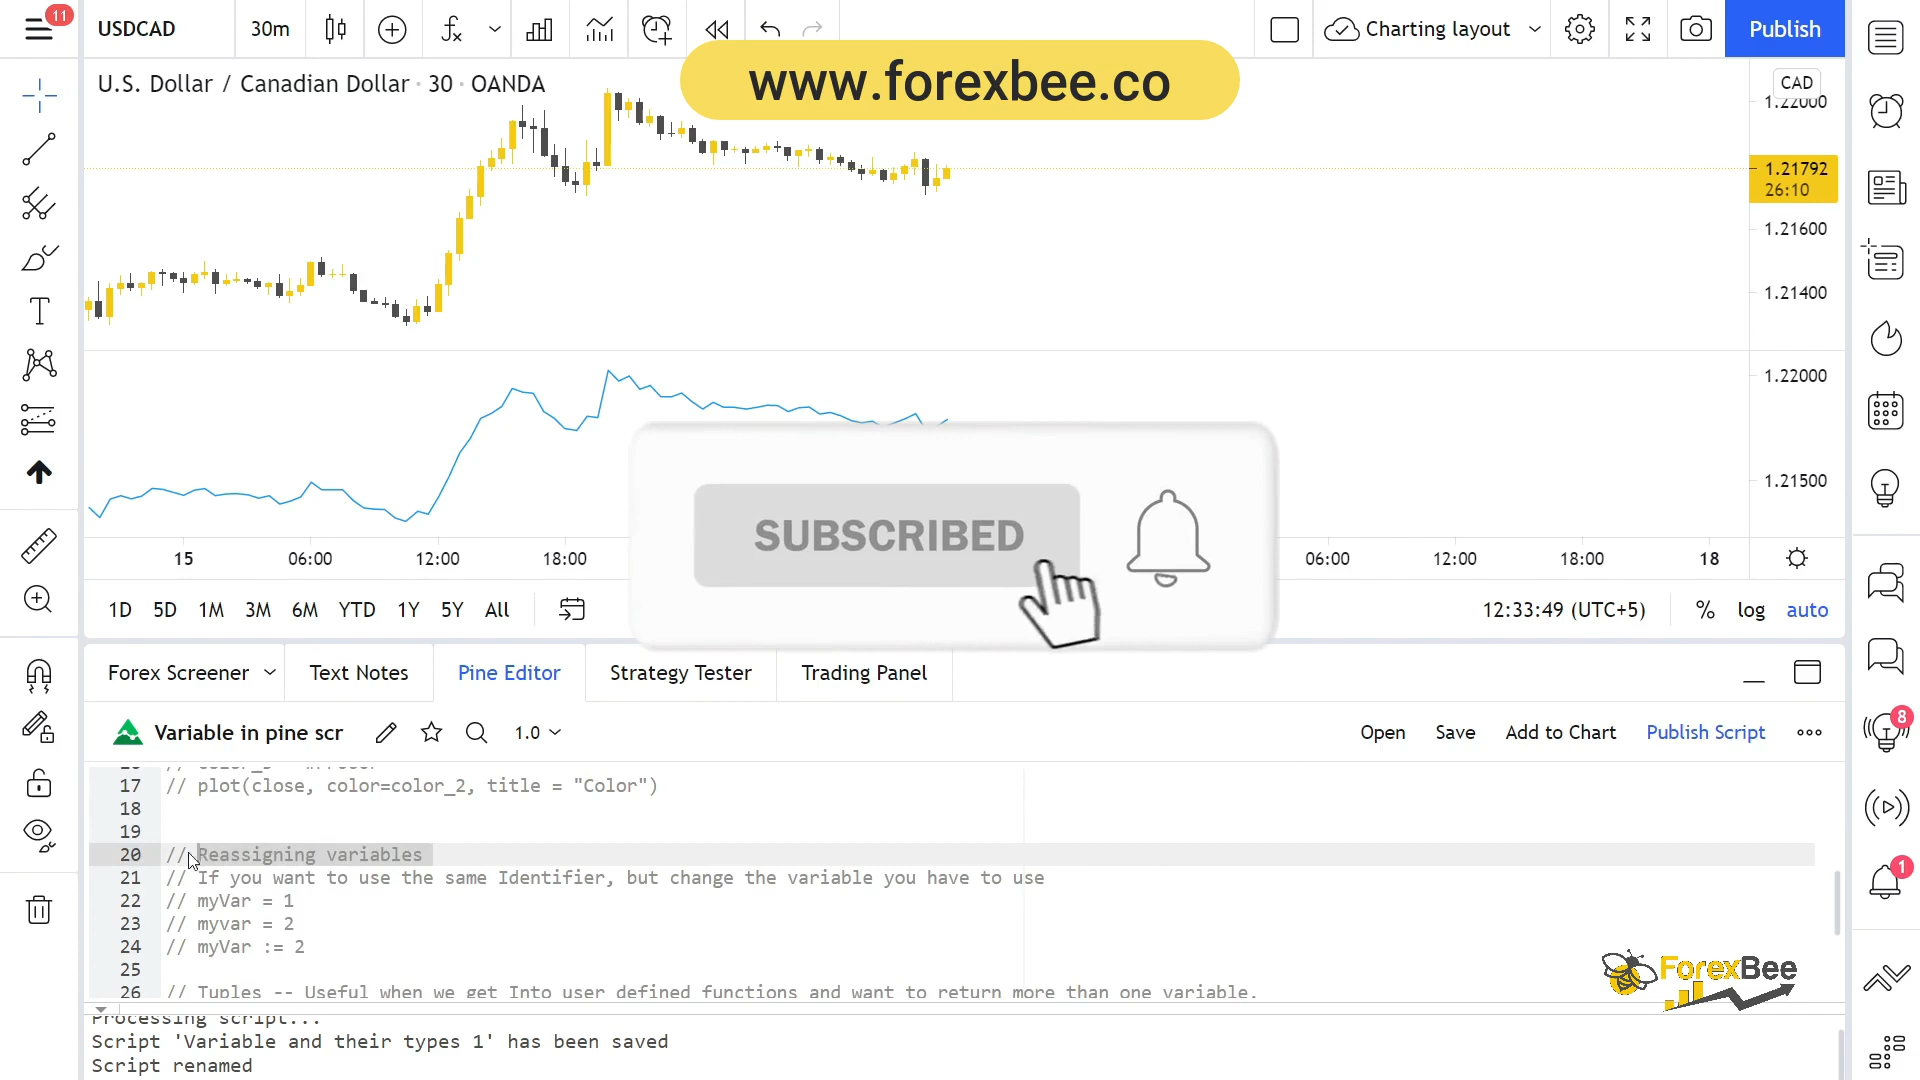 11
USDCAD
30m
Charting layout
Publish
U.S. Dollar / Canadian Dollar · 30 · OANDA
www.forexbee.co
CAD
1.22000
1.21792
26:10
1.21600
1.21400
1.22000
1.21500
SUBSCRIBED
15
06:00
12:00
18:00
06:00
12:00
18:00
18
1D 5D 1M 3M 6M YTD 1Y 5Y All
12:33:49 (UTC+5)
% log auto
Forex Screener
Text Notes
Pine Editor
Strategy Tester
Trading Panel
Variable in pine scr
1.0
Open
Save
Add to Chart
Publish Script
8
17 // plot(close, color=color_2, title = "Color")
18
19
20 // Reassigning variables
21 // If you want to use the same Identifier, but change the variable you have to use
22 // myVar = 1
23 // myvar = 2
24 // myVar := 2
25
26 // Tuples -- Useful when we get Into user defined functions and want to return more than one variable.
1
ForexBee
Processing script...
Script 'Variable and their types 1' has been saved
Script renamed